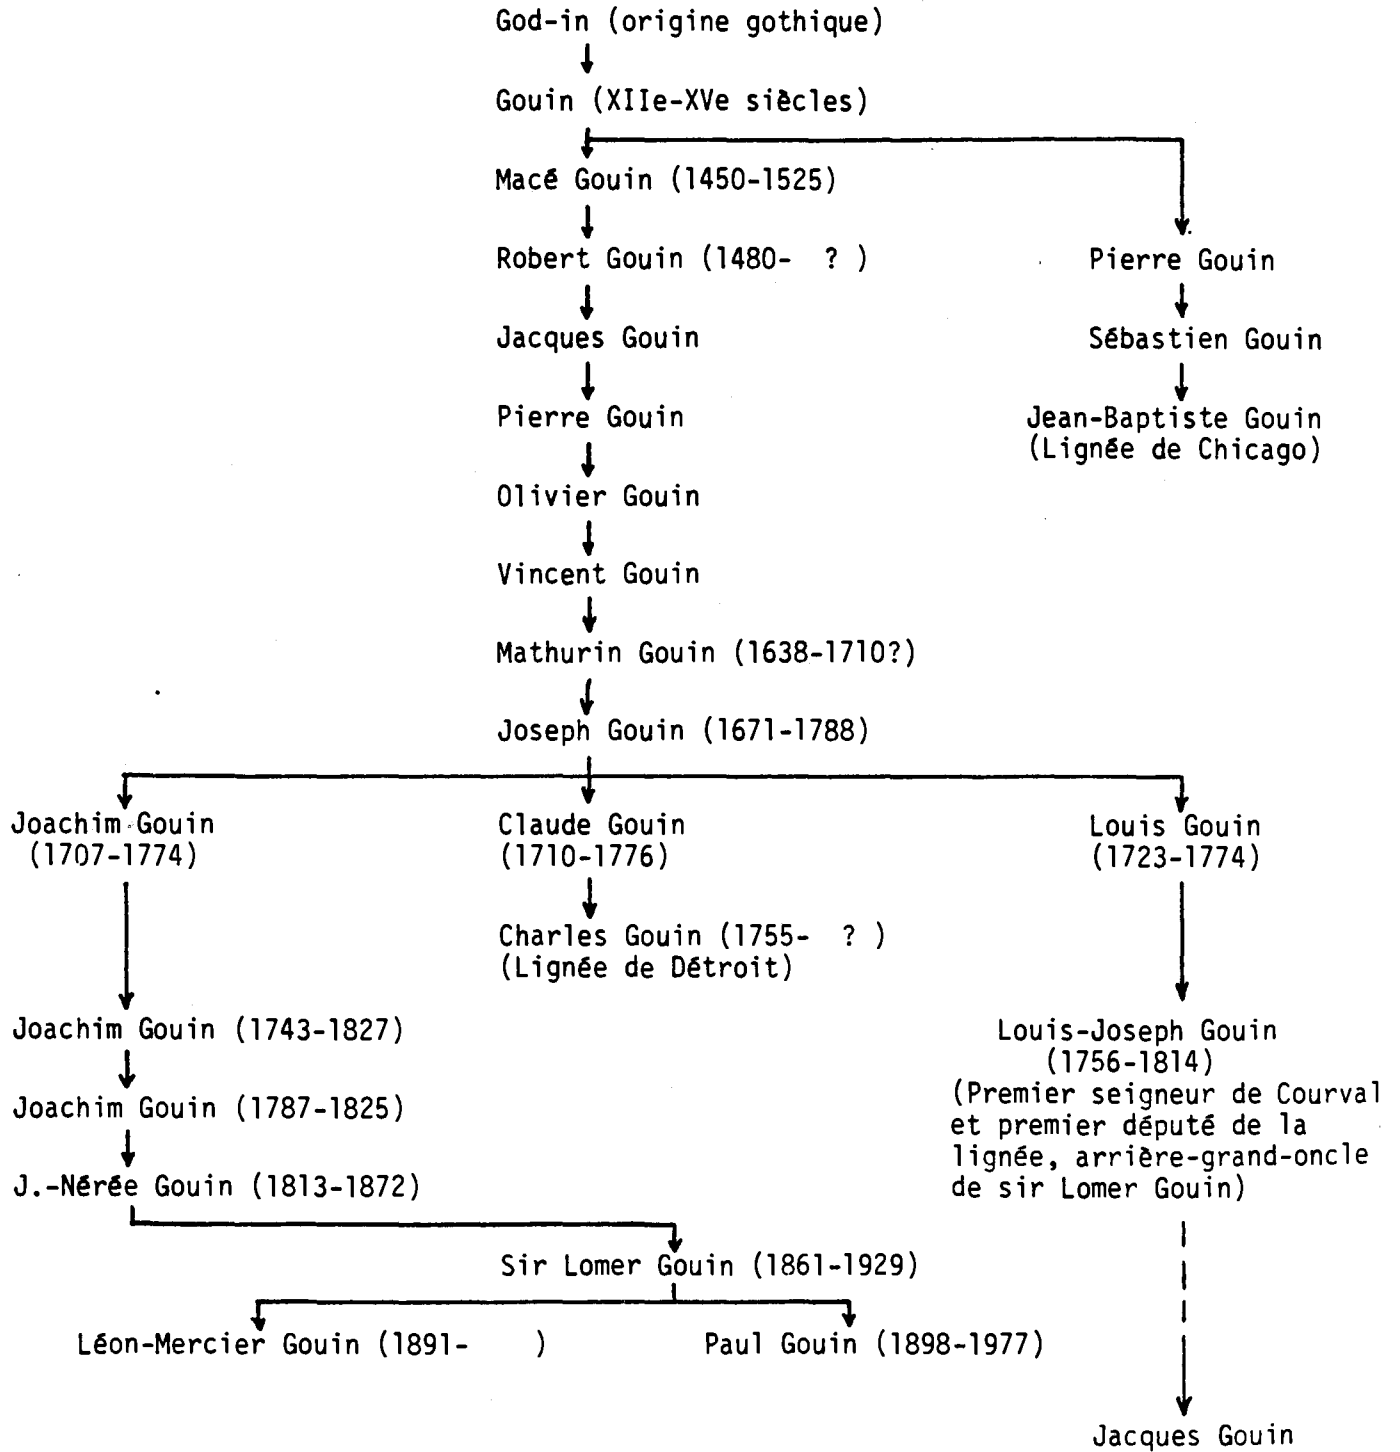 God-in (origine gothique)
Gouin (XIIe-XVe siècles)
Macé Gouin (1450-1525)
Robert Gouin (1480- ? )
Pierre Gouin
Jacques Gouin
Sébastien Gouin
Pierre Gouin
Jean-Baptiste Gouin
(Lignée de Chicago)
Olivier Gouin
Vincent Gouin
Mathurin Gouin (1638-1710?)
Joseph Gouin (1671-1788)
Joachim Gouin
(1707-1774)
Claude Gouin
(1710-1776)
Louis Gouin
(1723-1774)
Charles Gouin (1755- ? )
(Lignée de Détroit)
Joachim Gouin (1743-1827)
Joachim Gouin (1787-1825)
J.-Nérée Gouin (1813-1872)
Louis-Joseph Gouin
(1756-1814)
(Premier seigneur de Courval
et premier député de la
lignée, arrière-grand-oncle
de sir Lomer Gouin)
Sir Lomer Gouin (1861-1929)
Léon-Mercier Gouin (1891- )
Paul Gouin (1898-1977)
Jacques Gouin